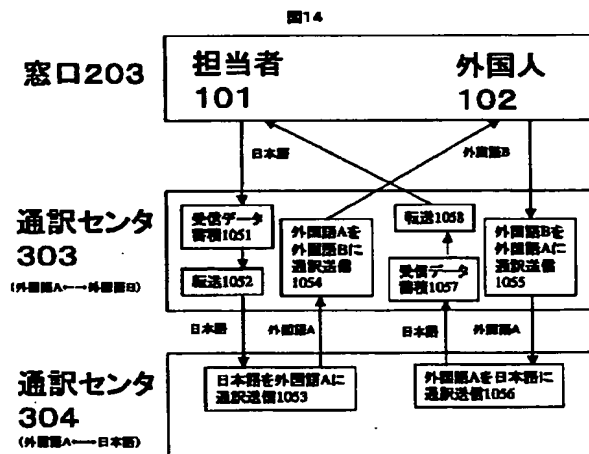 図14
窓口203
担当者
101
外国人
102
日本語
外国語B
通訳センタ
303
(外国語A←→外国語B)
受信データ
蓄積1051
転送1052
外国語Aを
外国語Bに
通訳送信
1054
転送1058
受信データ
蓄積1057
外国語Bを
外国語Aに
通訳送信
1055
日本語
外国語A
日本語
外国語A
通訳センタ
304
(外国語A←→日本語)
日本語を外国語Aに
通訳送信1053
外国語Aを日本語に
通訳送信1056